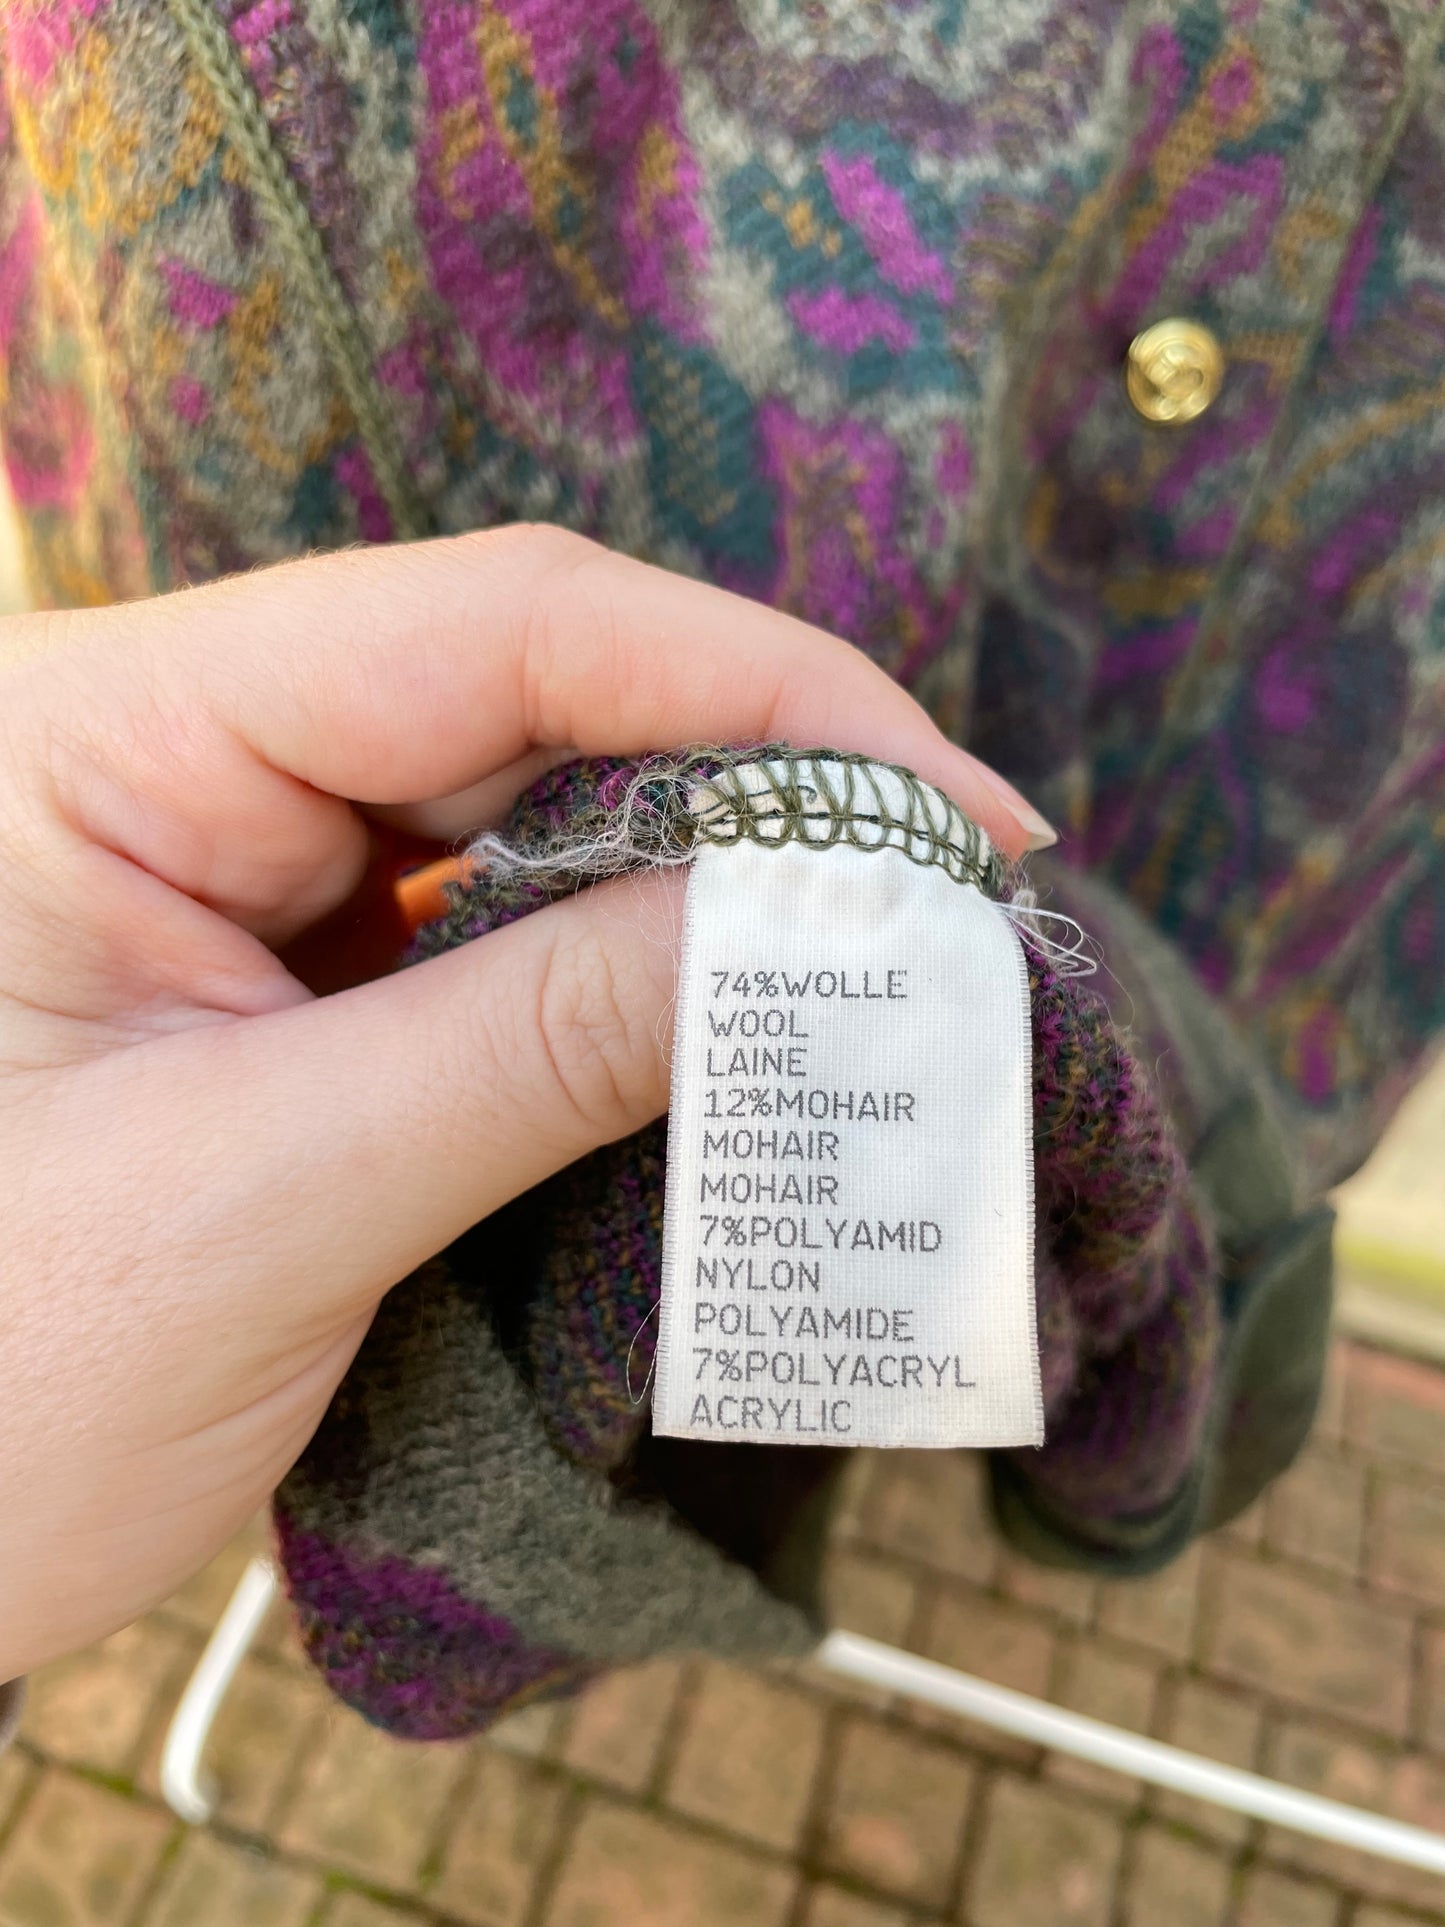 74%WOLLE
WOOL
LAINE
12%MOHAIR
MOHAIR
MOHAIR
7%POLYAMID
NYLON
POLYAMIDE
7%POLYACRYL
ACRYLIC